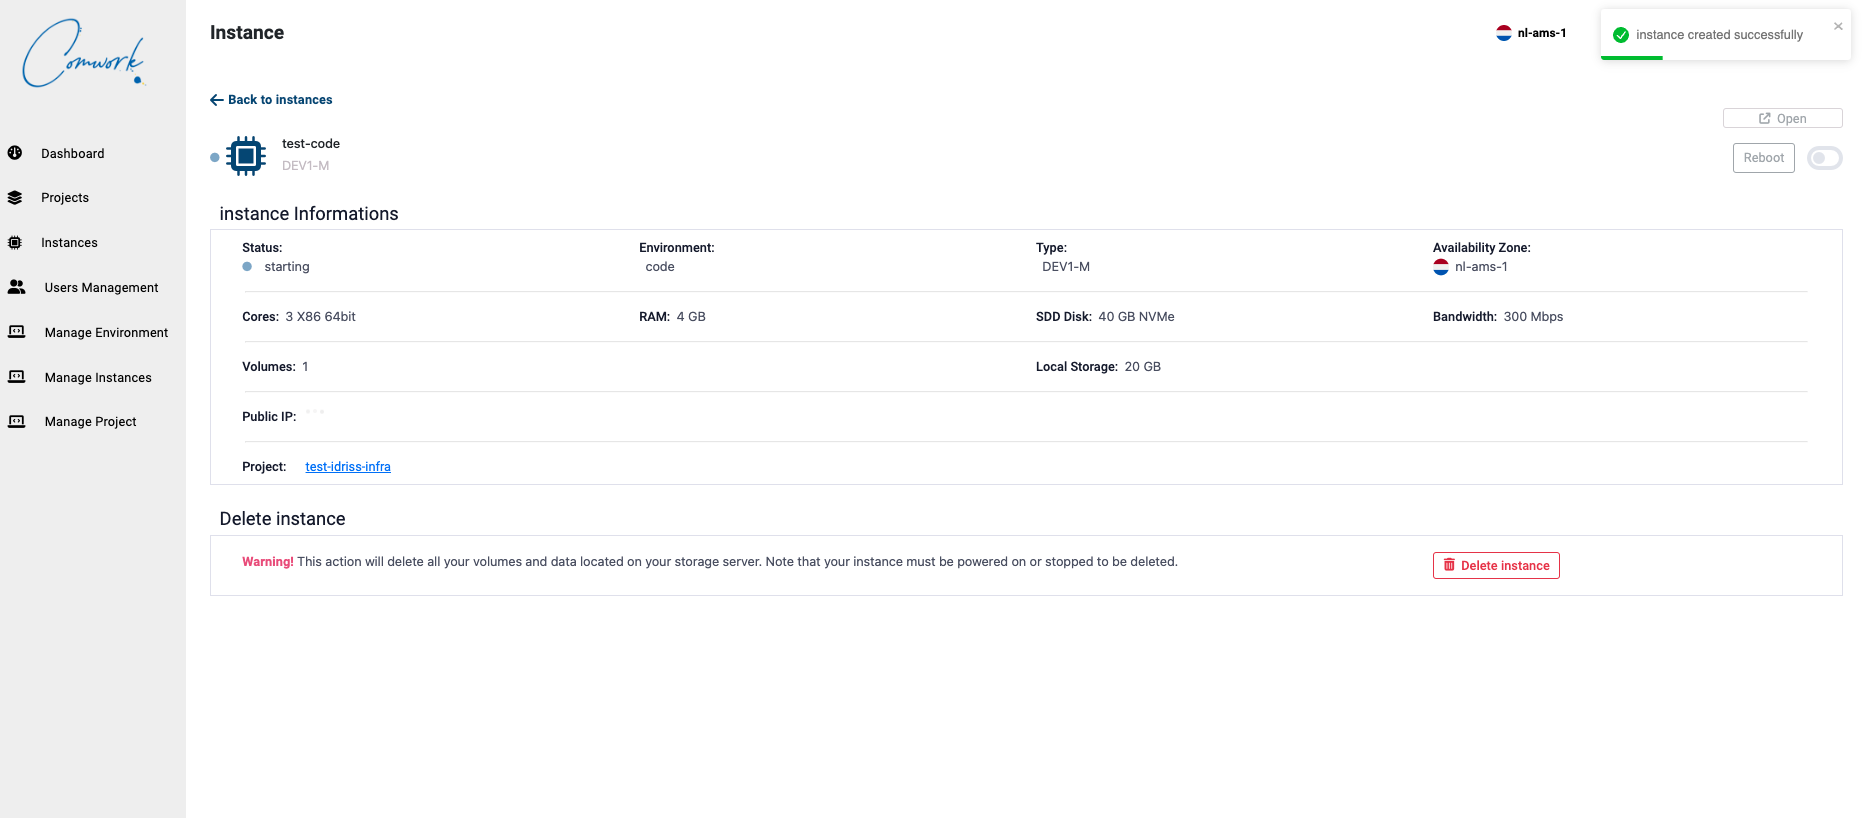 Comwork
Instance
nl-ams-1
instance created successfully
Back to instances
Open
test-code
DEV1-M
Reboot
Dashboard
Projects
Instances
Users Management
Manage Environment
Manage Instances
Manage Project
instance Informations
Status: Environment: Type: Availability Zone:
starting code DEV1-M nl-ams-1
Cores: 3 X86 64bit RAM: 4 GB SDD Disk: 40 GB NVMe Bandwidth: 300 Mbps
Volumes: 1 Local Storage: 20 GB
Public IP:
Project: test-idriss-infra
Delete instance
Warning! This action will delete all your volumes and data located on your storage server. Note that your instance must be powered on or stopped to be deleted.
Delete instance